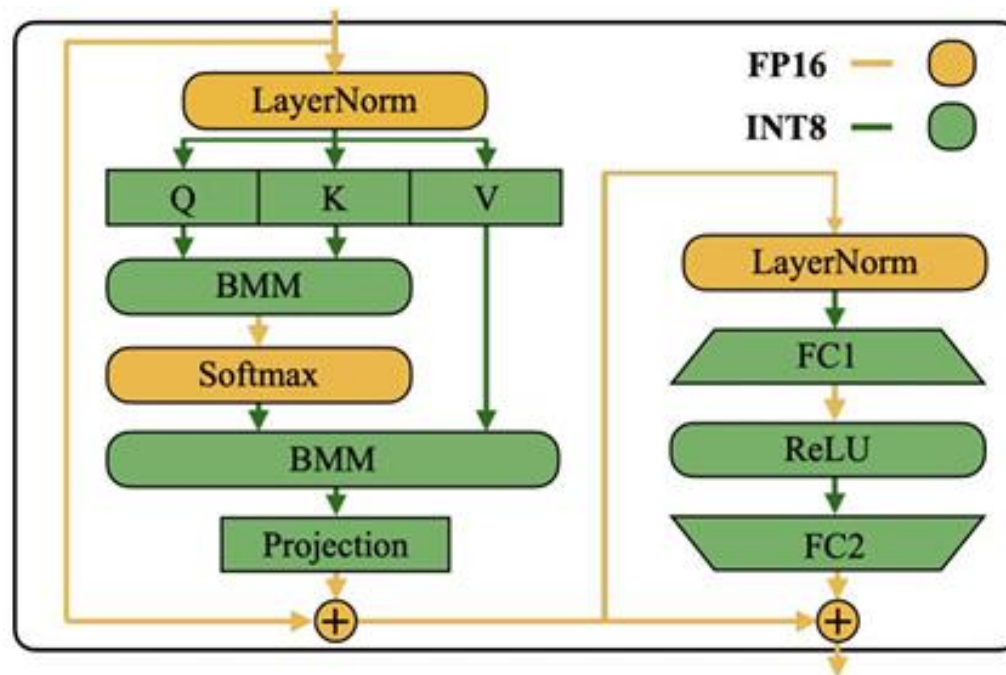 FP16
INT8
LayerNorm
Q K V
BMM
Softmax
BMM
Projection
+
LayerNorm
FC1
ReLU
FC2
+